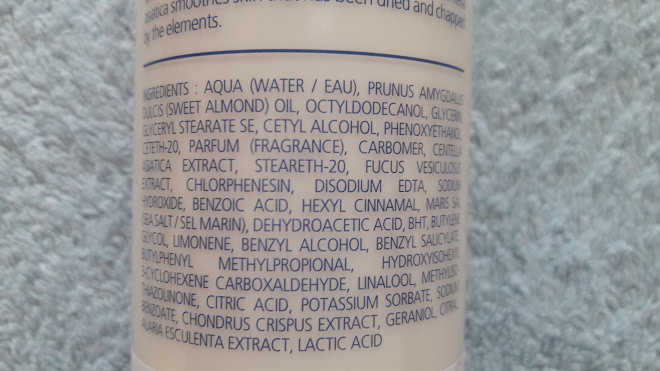 asiatica smoothes skin that has been dried and chapped
by the elements.
INGREDIENTS : AQUA (WATER / EAU), PRUNUS AMYGDALUS
DULCIS (SWEET ALMOND) OIL, OCTYLDODECANOL, GLYCERIN,
GLYCERYL STEARATE SE, CETYL ALCOHOL, PHENOXYETHANOL,
CETETH-20, PARFUM (FRAGRANCE), CARBOMER, CENTELLA
ASIATICA EXTRACT, STEARETH-20, FUCUS VESICULOSUS
EXTRACT, CHLORPHENESIN, DISODIUM EDTA, SODIUM
HYDROXIDE, BENZOIC ACID, HEXYL CINNAMAL, MARIS SAL
(SEA SALT / SEL MARIN), DEHYDROACETIC ACID, BHT, BUTYLENE
GLYCOL, LIMONENE, BENZYL ALCOHOL, BENZYL SALICYLATE,
BUTYLPHENYL METHYLPROPIONAL, HYDROXYISOHEXYL
3-CYCLOHEXENE CARBOXALDEHYDE, LINALOOL, METHYLISO-
THIAZOLINONE, CITRIC ACID, POTASSIUM SORBATE, SODIUM
BENZOATE, CHONDRUS CRISPUS EXTRACT, GERANIOL, CITRAL,
ALARIA ESCULENTA EXTRACT, LACTIC ACID